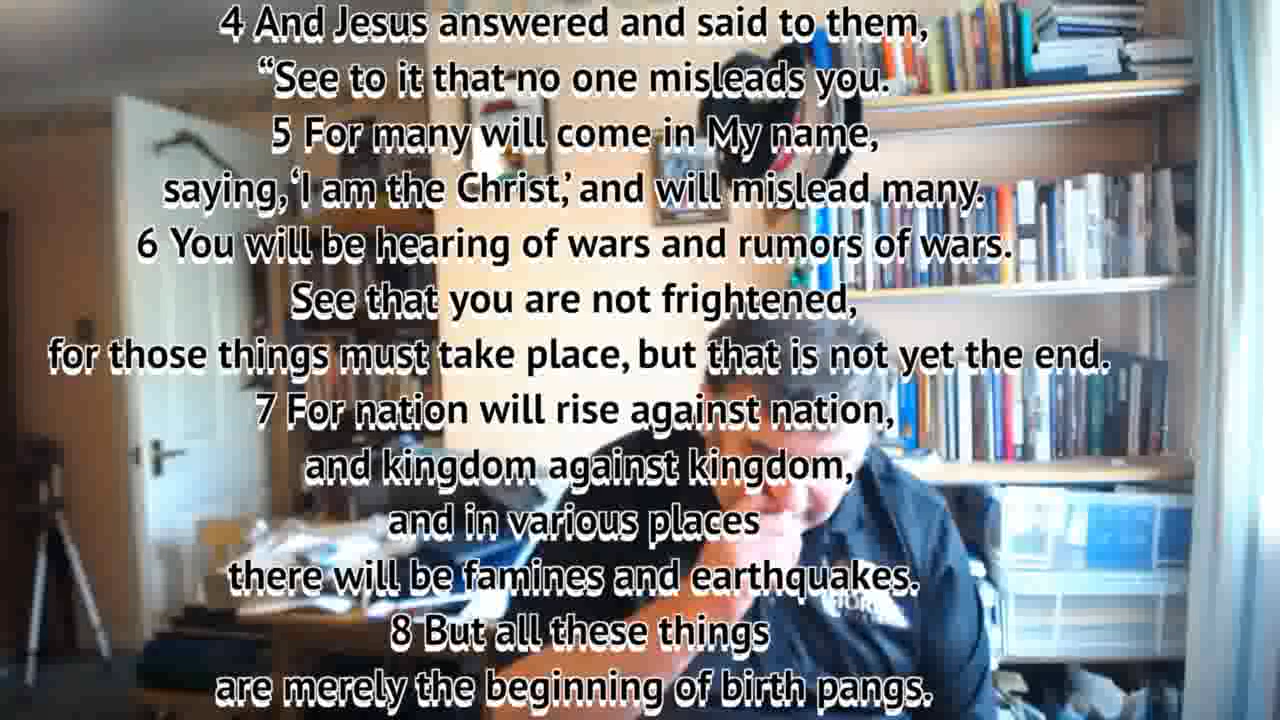 4 And Jesus answered and said to them,
“See to it that no one misleads you.
5 For many will come in My name,
saying, ‘I am the Christ,’ and will mislead many.
6 You will be hearing of wars and rumors of wars.
See that you are not frightened,
for those things must take place, but that is not yet the end.
7 For nation will rise against nation,
and kingdom against kingdom,
and in various places
there will be famines and earthquakes.
8 But all these things
are merely the beginning of birth pangs.